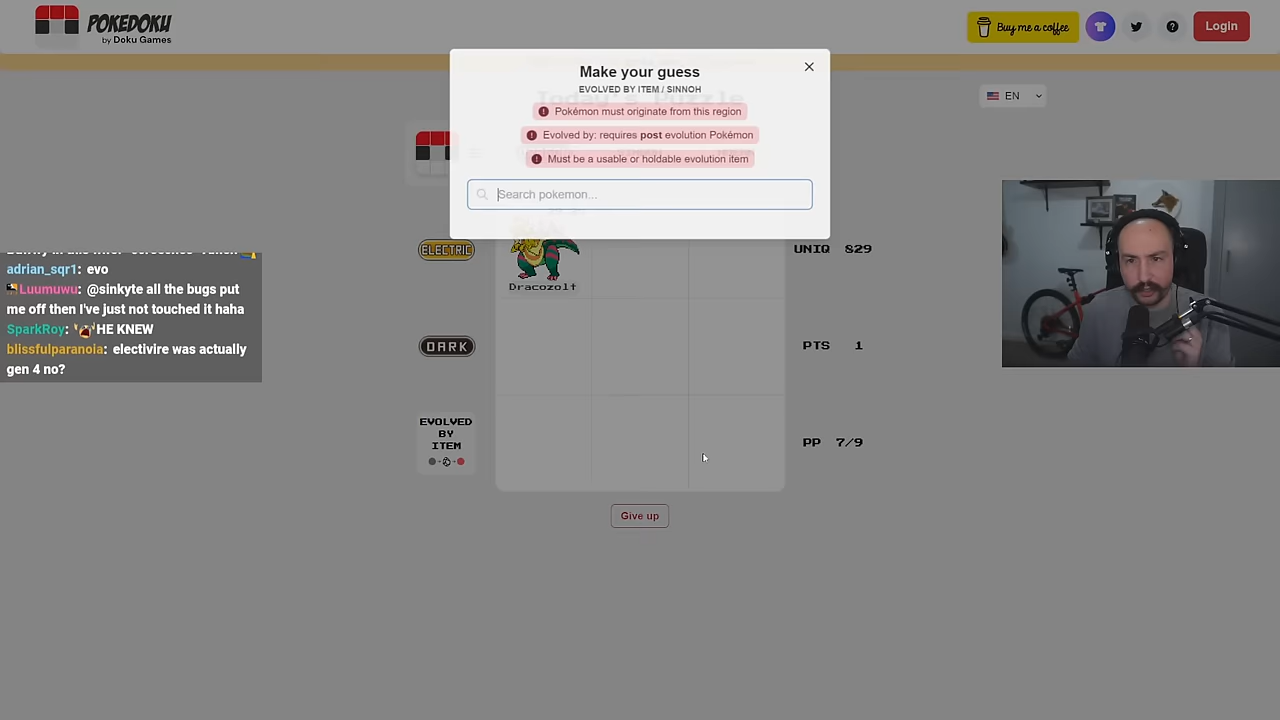 POKEDOKU
by Doku Games
Buy me a coffee
Login
EN
Make your guess
EVOLVED BY ITEM / SINNOH
Pokémon must originate from this region
Evolved by: requires post evolution Pokémon
Must be a usable or holdable evolution item
Search pokemon...
Today's Puzzle
ELECTRIC
Dracozolt
UNIQ 829
DARK
PTS 1
EVOLVED
BY
ITEM
PP 7/9
Give up
adrian_sqr1: evo
Luumuwu: @sinkyte all the bugs put
me off then I've just not touched it haha
SparkRoy: HE KNEW
blissfulparanoia: electivire was actually
gen 4 no?